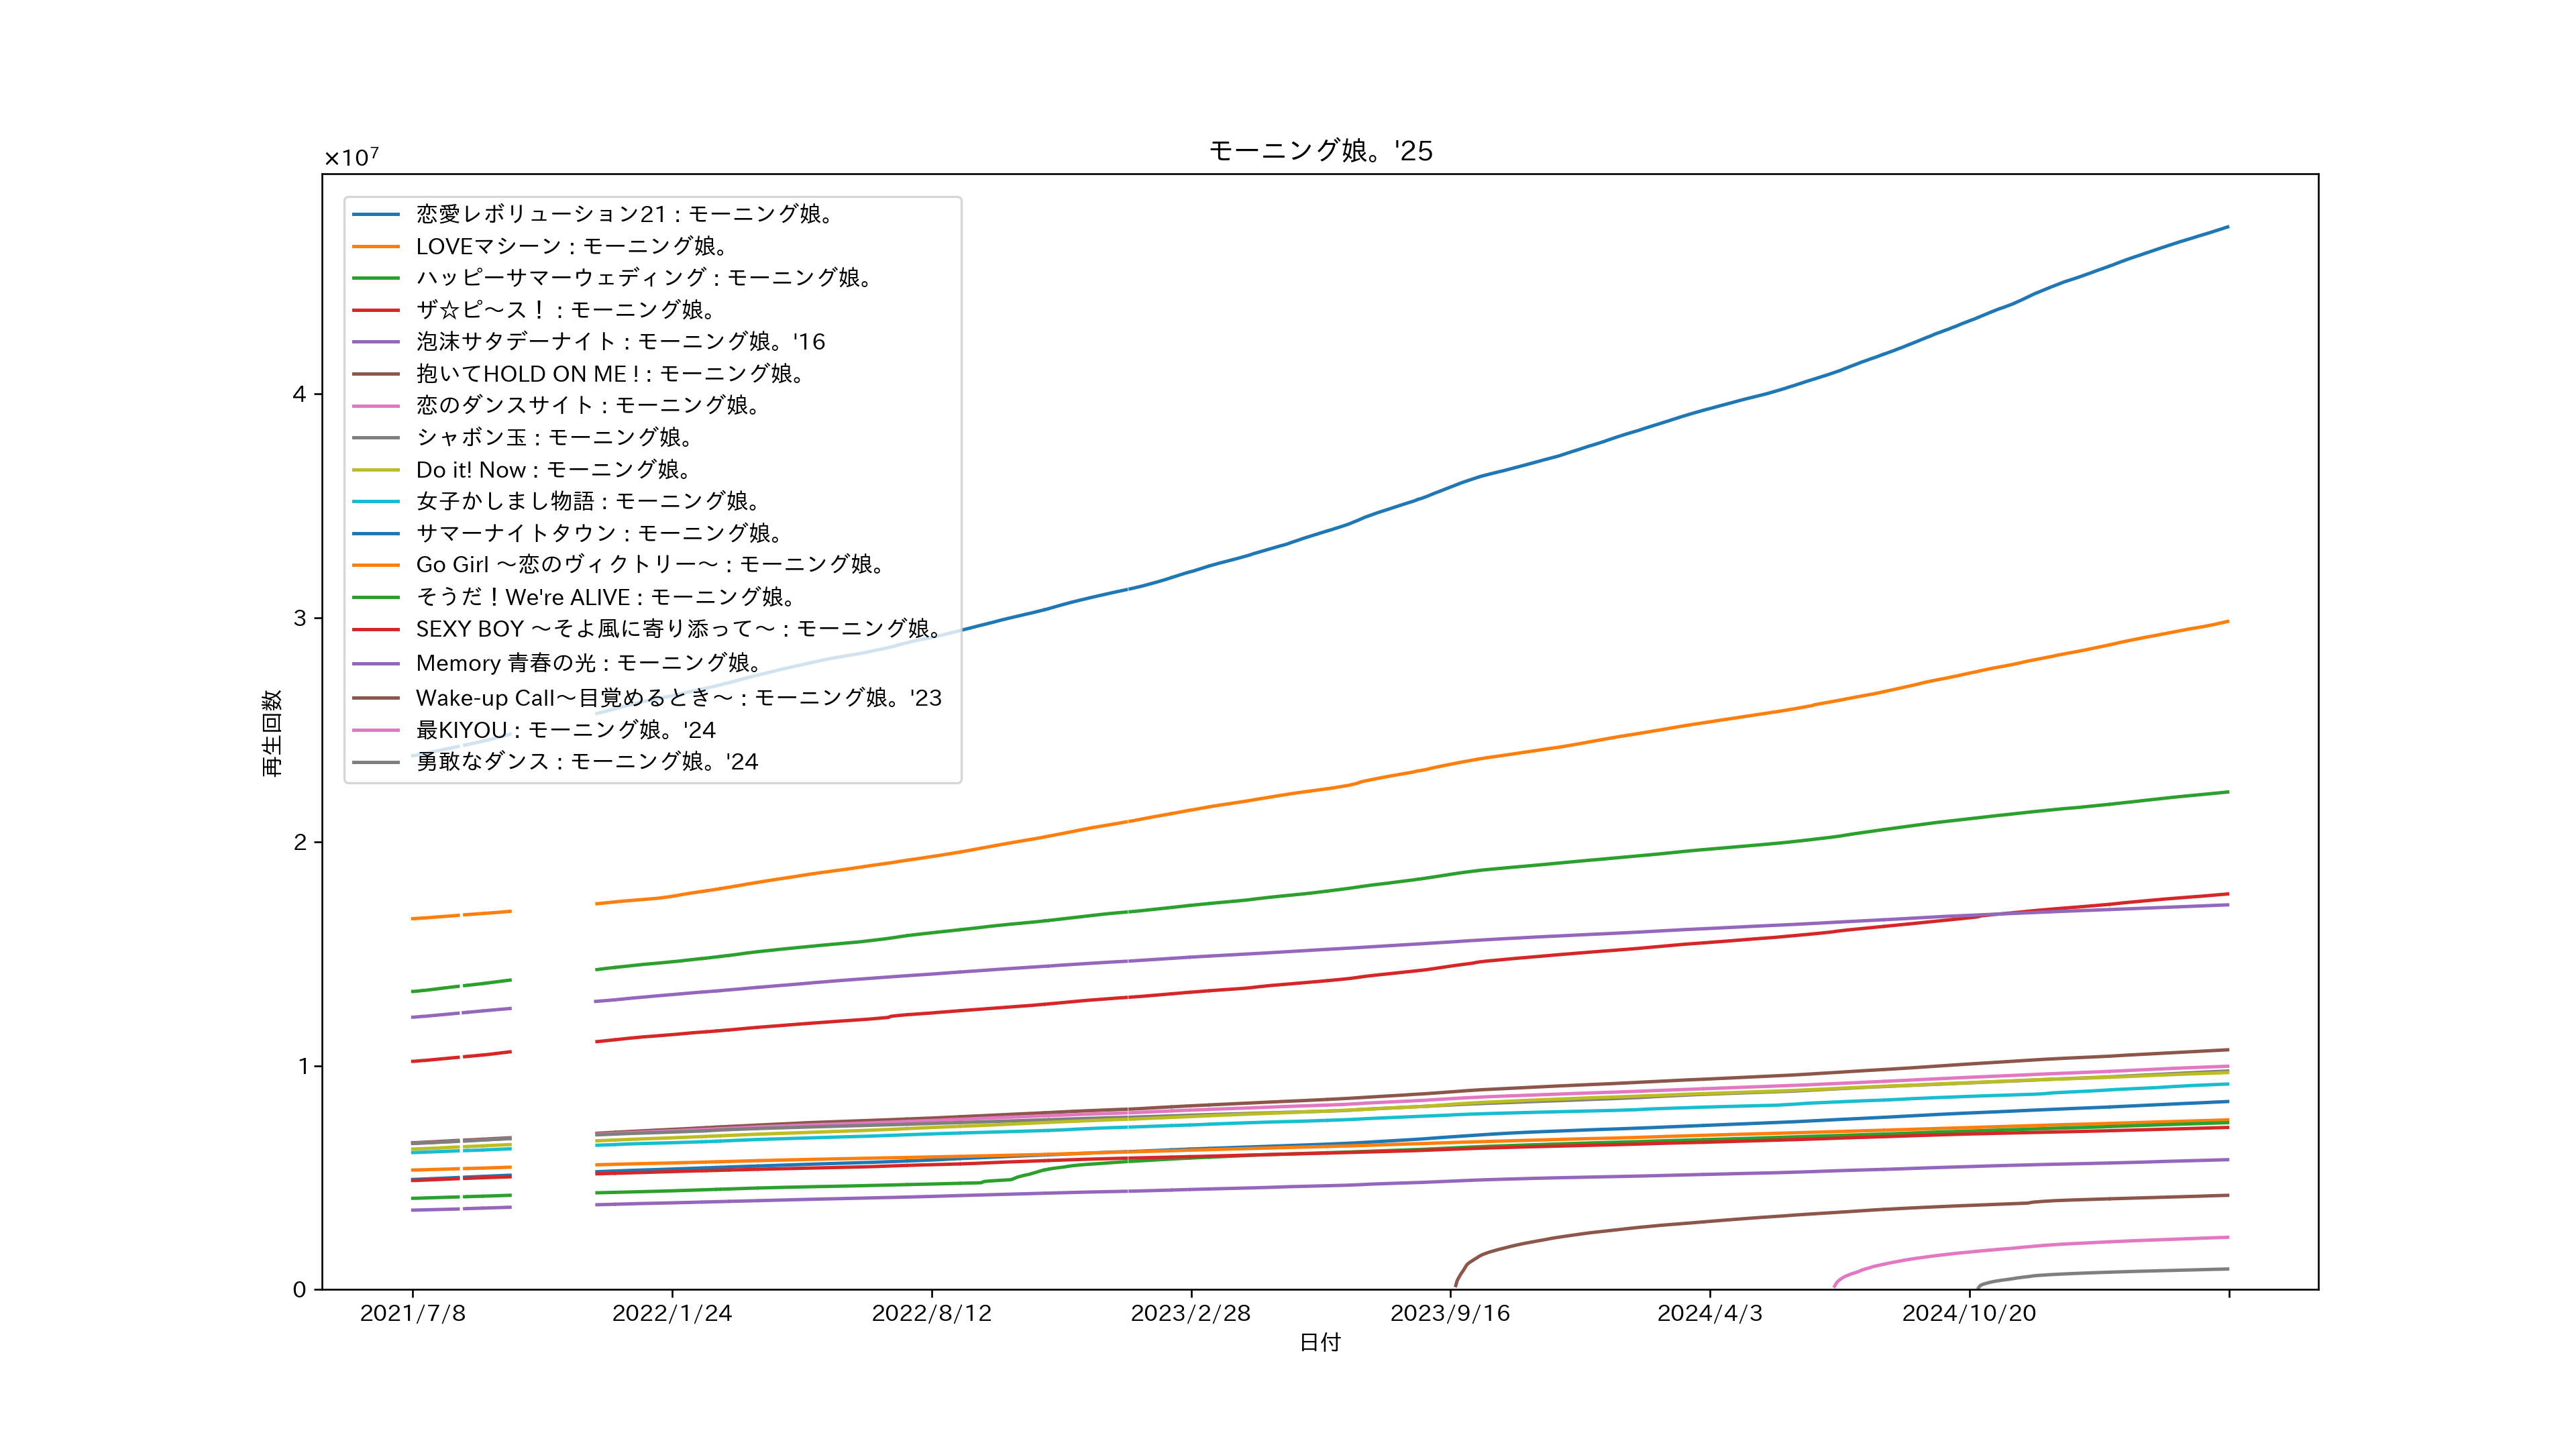 モーニング娘。'25
×10⁷
恋愛レボリューション21 : モーニング娘。
LOVEマシーン : モーニング娘。
ハッピーサマーウェディング : モーニング娘。
ザ☆ピ〜ス！ : モーニング娘。
泡沫サタデーナイト : モーニング娘。'16
抱いてHOLD ON ME ! : モーニング娘。
恋のダンスサイト : モーニング娘。
シャボン玉 : モーニング娘。
Do it! Now : モーニング娘。
女子かしまし物語 : モーニング娘。
サマーナイトタウン : モーニング娘。
Go Girl 〜恋のヴィクトリー〜 : モーニング娘。
そうだ！We're ALIVE : モーニング娘。
SEXY BOY 〜そよ風に寄り添って〜 : モーニング娘。
Memory 青春の光 : モーニング娘。
Wake-up Call〜目覚めるとき〜 : モーニング娘。'23
最KIYOU : モーニング娘。'24
勇敢なダンス : モーニング娘。'24
4
3
2
1
0
再生回数
2021/7/8
2022/1/24
2022/8/12
2023/2/28
2023/9/16
2024/4/3
2024/10/20
日付